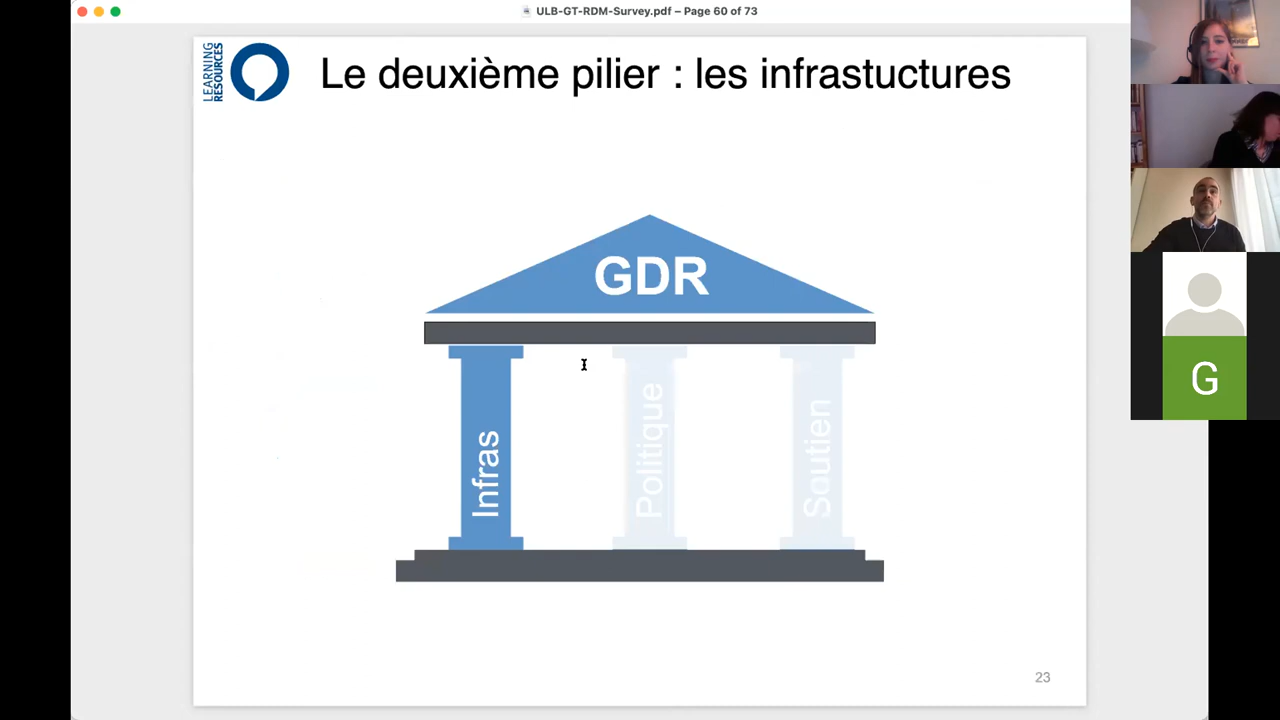 ULB-GT-RDM-Survey.pdf – Page 60 of 73
LEARNING
RESOURCES
Le deuxième pilier : les infrastuctures
GDR
Infras
Politique
Soutien
23
G